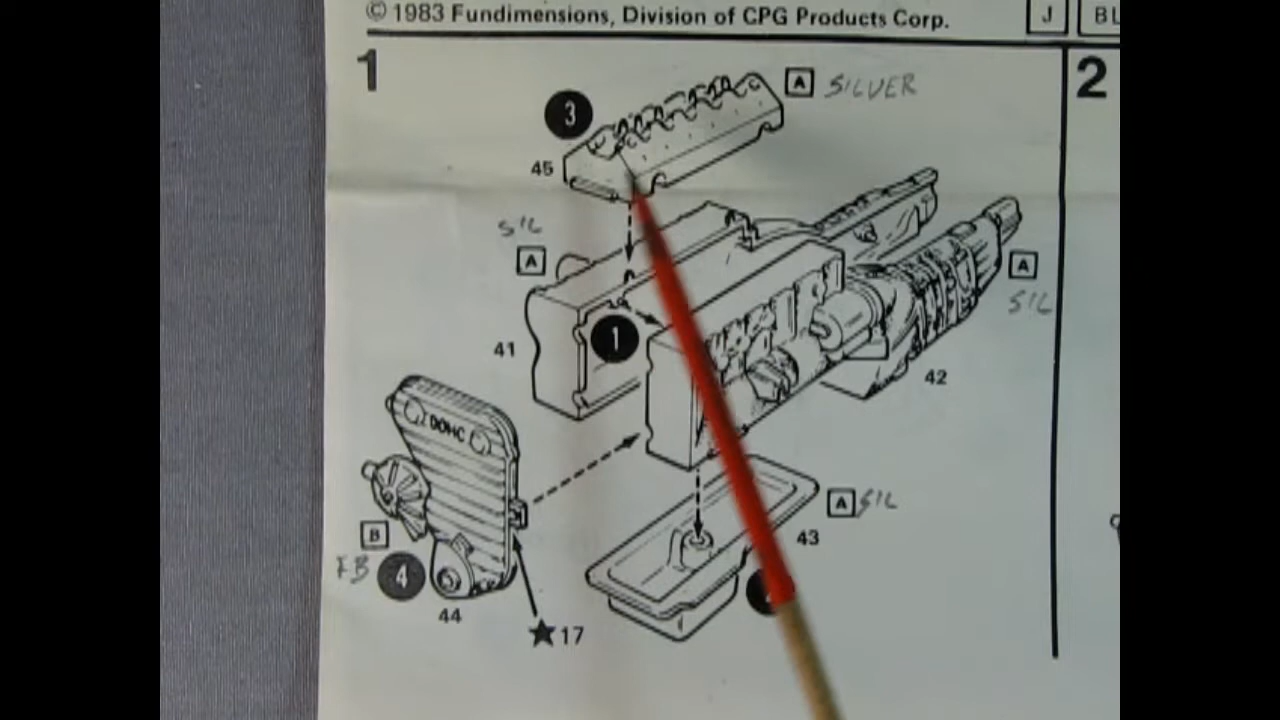 © 1983 Fundimensions, Division of CPG Products Corp.
J
BL
1
2
3
A SILVER
45
SIL
A
A
SIL
1
41
42
DOHC
A SIL
43
B
FB
4
44
★17